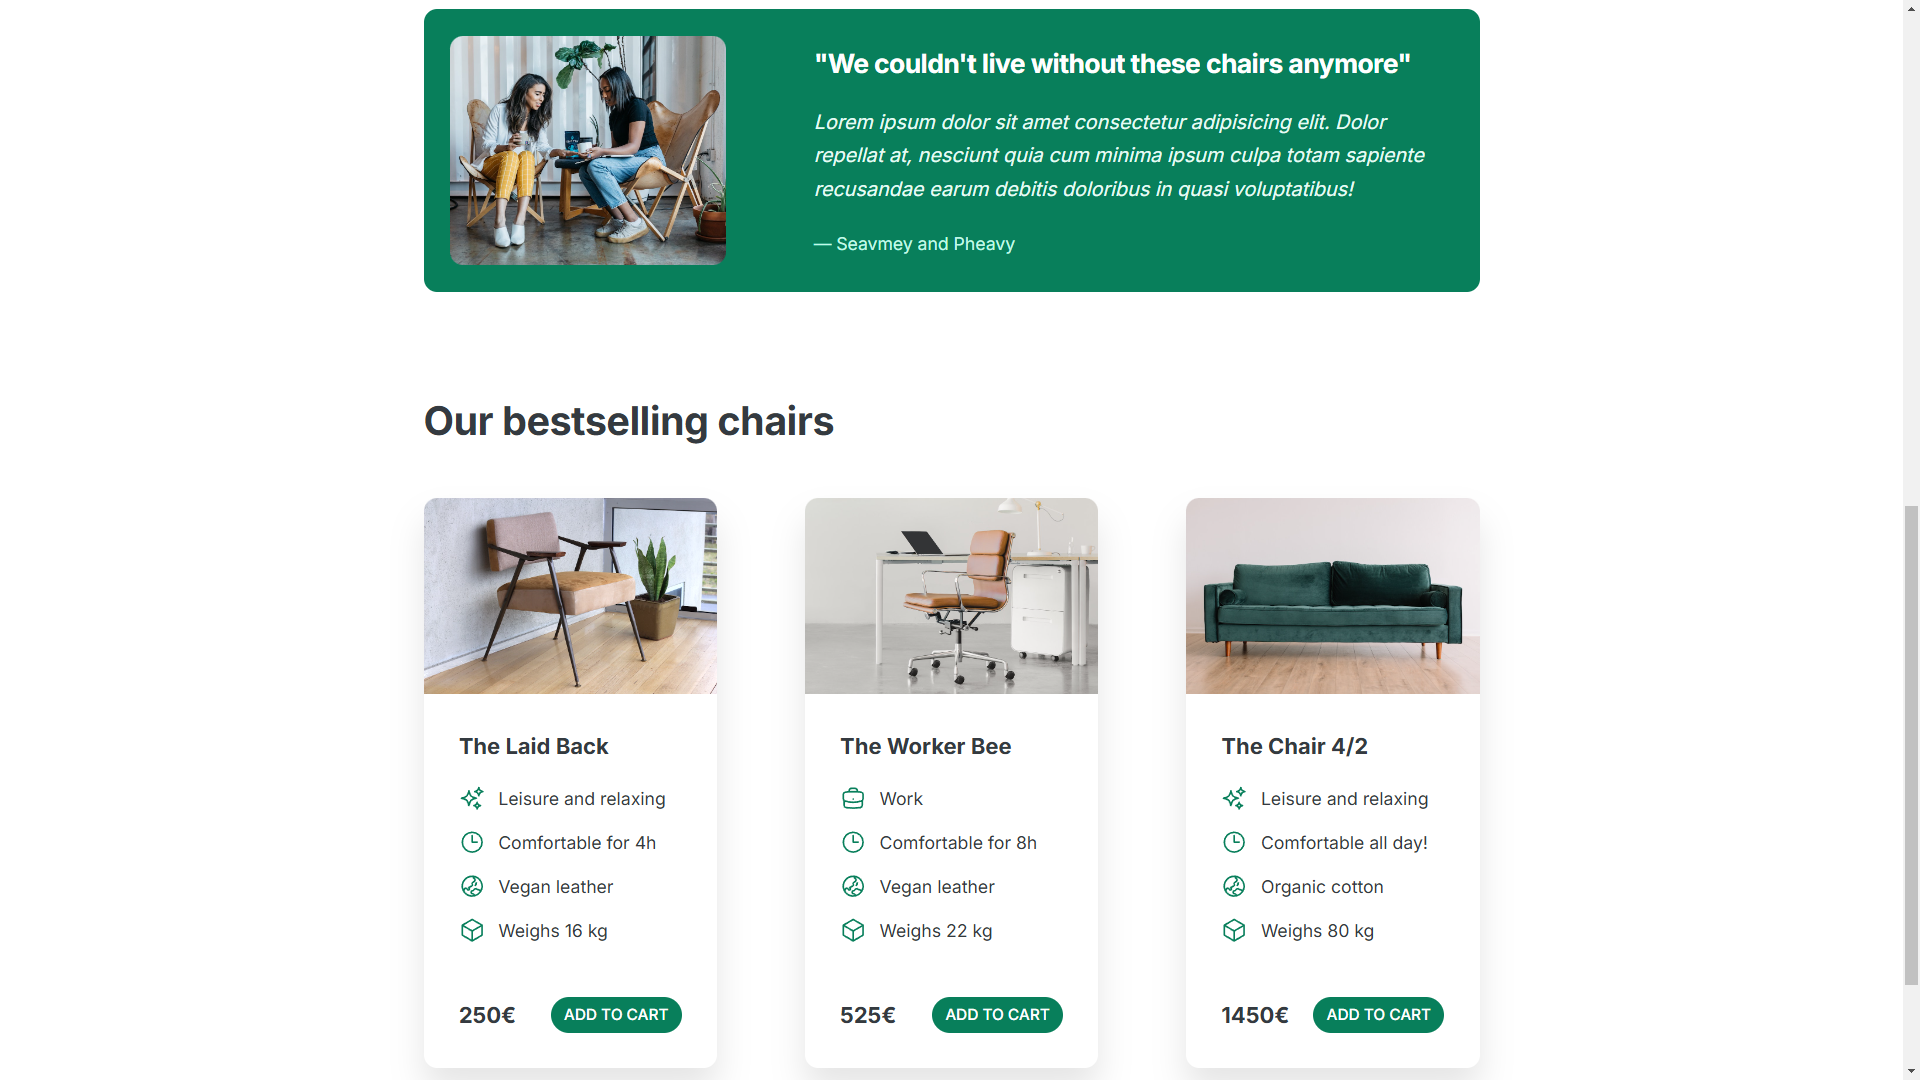 "We couldn't live without these chairs anymore"
Lorem ipsum dolor sit amet consectetur adipisicing elit. Dolor
repellat at, nesciunt quia cum minima ipsum culpa totam sapiente
recusandae earum debitis doloribus in quasi voluptatibus!
— Seavmey and Pheavy
Our bestselling chairs
The Laid Back
Leisure and relaxing
Comfortable for 4h
Vegan leather
Weighs 16 kg
250€ ADD TO CART
The Worker Bee
Work
Comfortable for 8h
Vegan leather
Weighs 22 kg
525€ ADD TO CART
The Chair 4/2
Leisure and relaxing
Comfortable all day!
Organic cotton
Weighs 80 kg
1450€ ADD TO CART